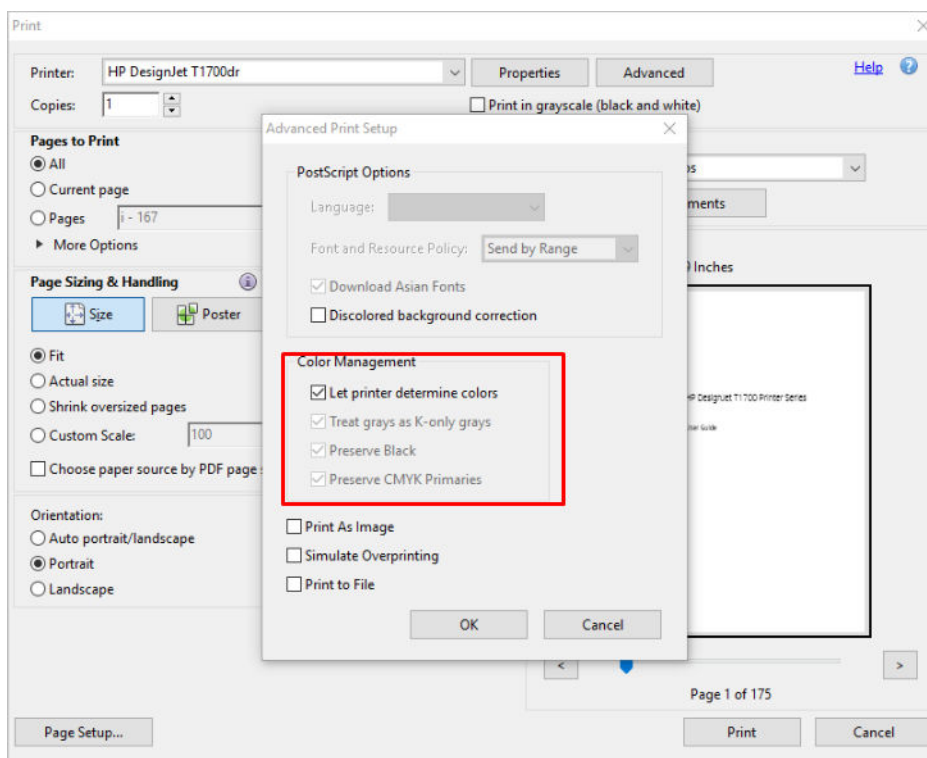 Print
Printer: HP DesignJet T1700dr Properties Advanced Help
Copies: 1 Print in grayscale (black and white)
Advanced Print Setup
Pages to Print
All
Current page
Pages i - 167
More Options
Page Sizing & Handling
Size Poster
Fit
Actual size
Shrink oversized pages
Custom Scale: 100
Choose paper source by PDF page s
Orientation:
Auto portrait/landscape
Portrait
Landscape
PostScript Options
Language:
Font and Resource Policy: Send by Range
Download Asian Fonts
Discolored background correction
Color Management
Let printer determine colors
Treat grays as K-only grays
Preserve Black
Preserve CMYK Primaries
Print As Image
Simulate Overprinting
Print to File
OK Cancel
ments
Inches
HP DesignJet T1700 Printer Series
User Guide
< >
Page 1 of 175
Page Setup... Print Cancel